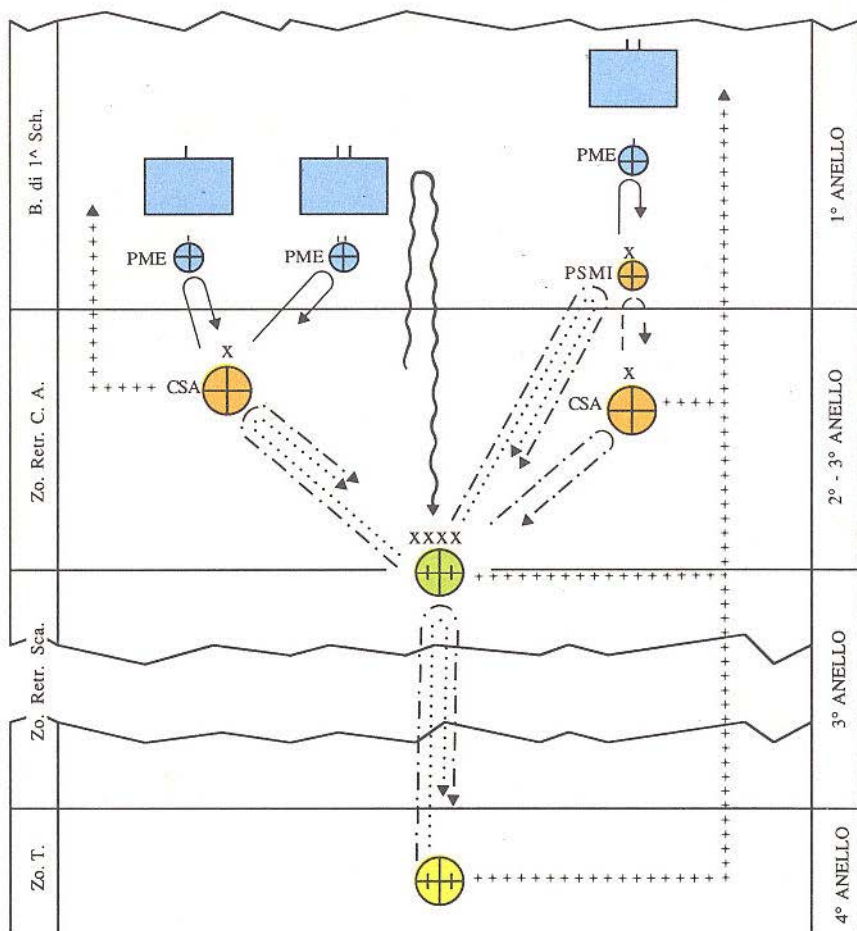 B. di 1^ Sch.
Zo. Retr. C. A.
Zo. Retr. Sca.
Zo. T.
PME
PME
X
CSA
PME
X
PSMI
X
CSA
XXXX
1° ANELLO
2° - 3° ANELLO
3° ANELLO
4° ANELLO